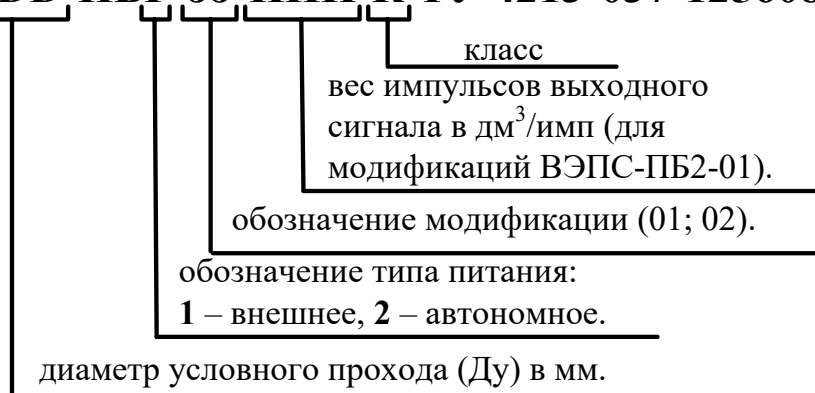 класс
вес импульсов выходного
сигнала в дм³/имп (для
модификаций ВЭПС-ПБ2-01).
обозначение модификации (01; 02).
обозначение типа питания:
1 – внешнее, 2 – автономное.
диаметр условного прохода (Ду) в мм.